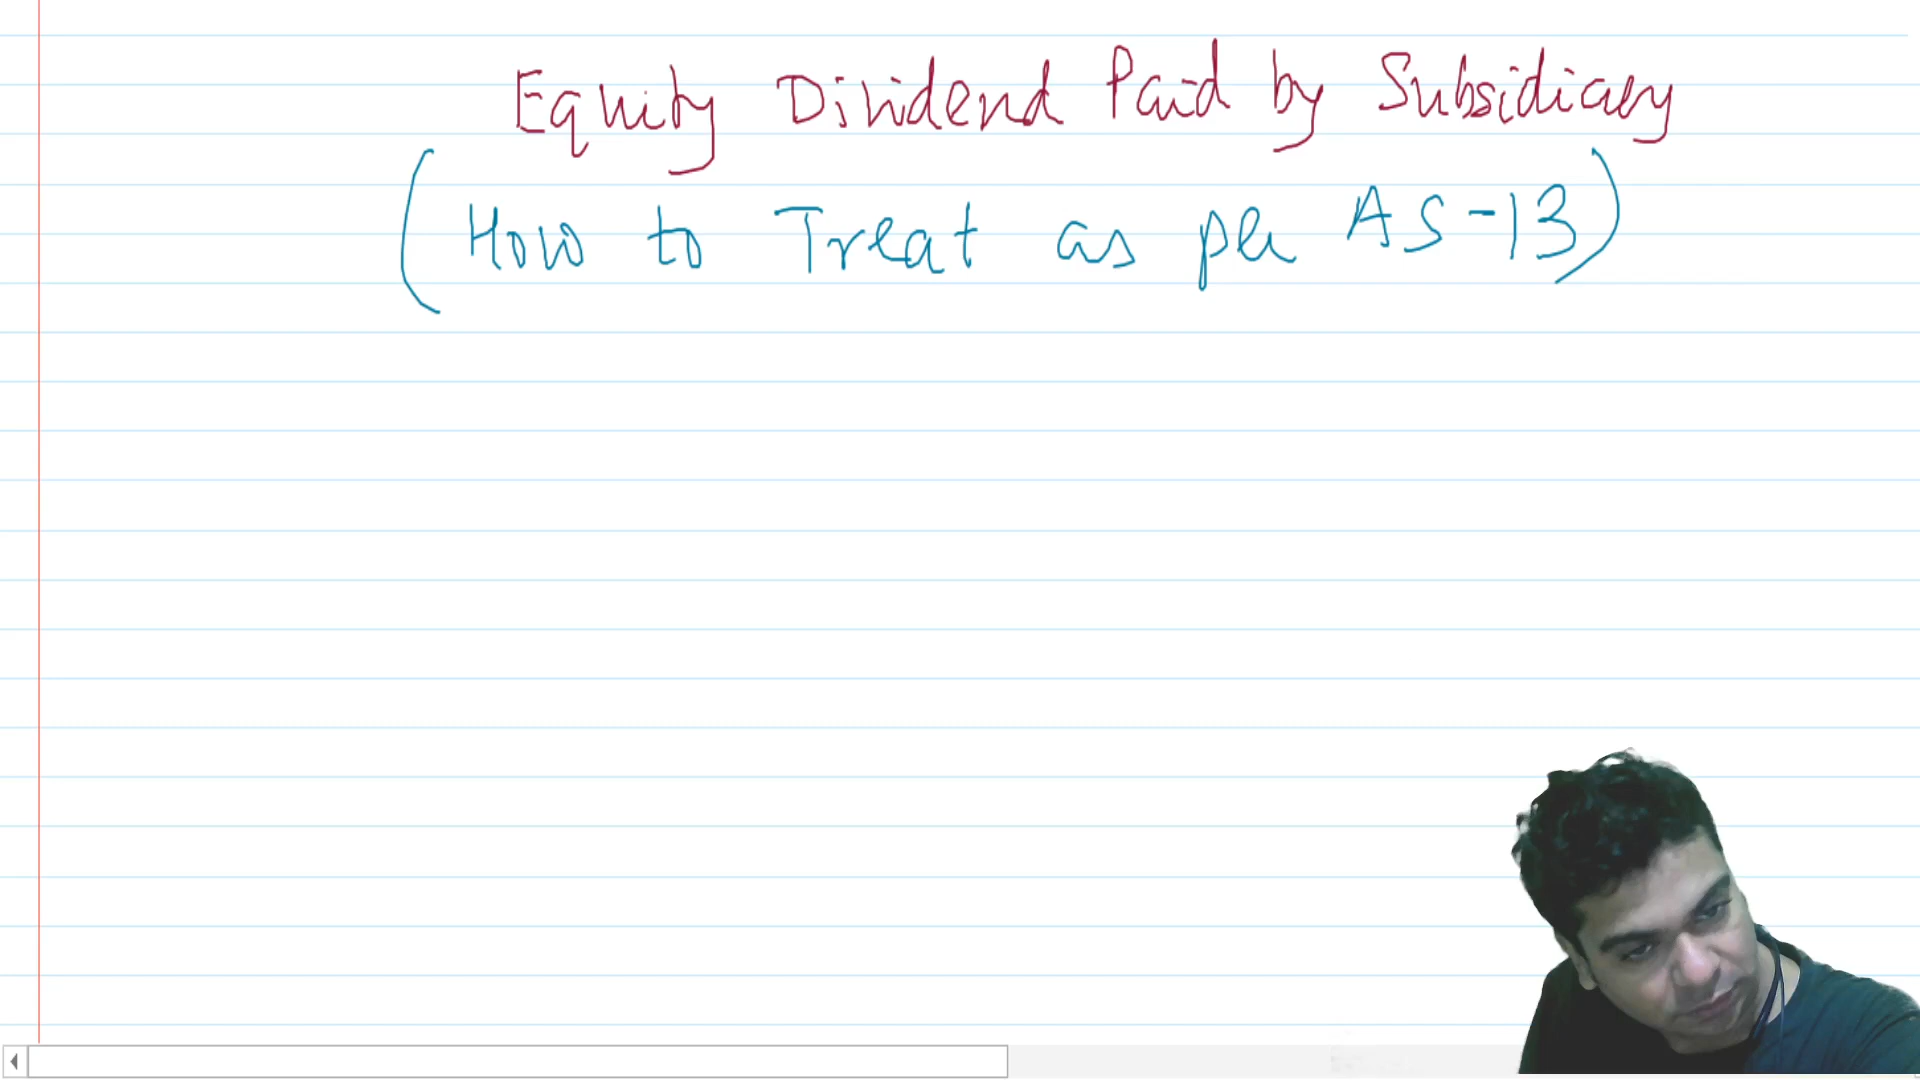 Equity Dividend Paid by Subsidiary
(How to Treat as per AS-13)